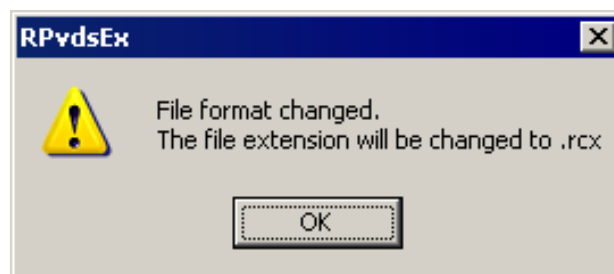 RPvdsEx
File format changed.
The file extension will be changed to .rcx
OK